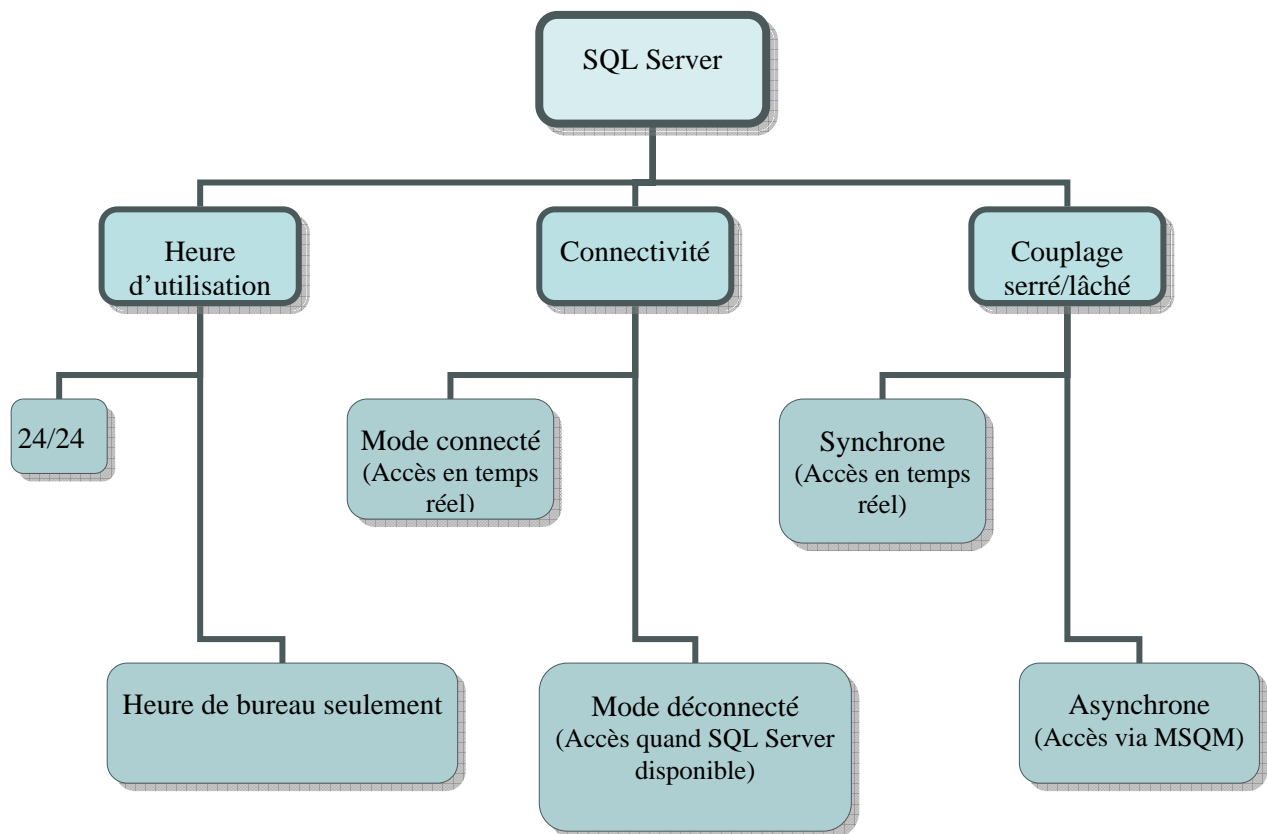 SQL Server
Heure
d’utilisation
Connectivité
Couplage
serré/lâché
24/24
Mode connecté
(Accès en temps
réel)
Synchrone
(Accès en temps
réel)
Heure de bureau seulement
Mode déconnecté
(Accès quand SQL Server
disponible)
Asynchrone
(Accès via MSQM)